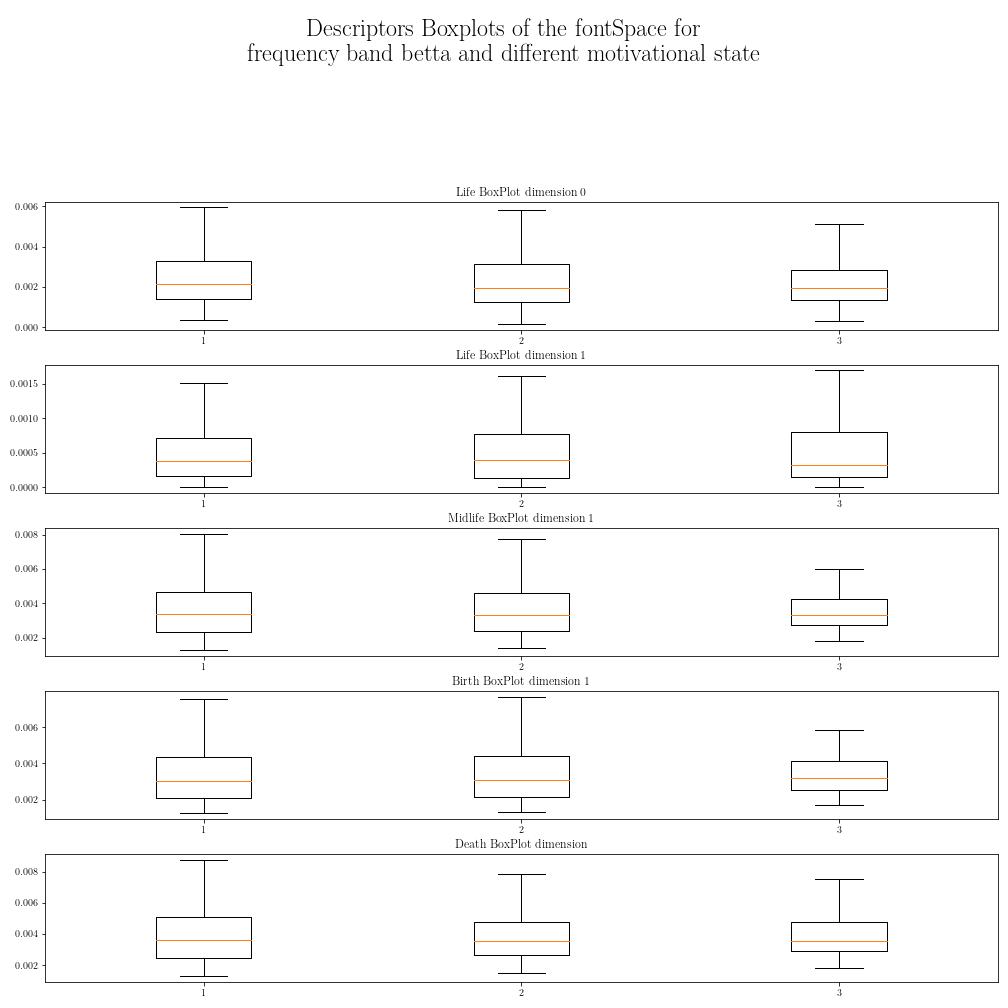 Descriptors Boxplots of the fontSpace for
frequency band betta and different motivational state
Life BoxPlot dimension 0
0.006
0.004
0.002
0.000
1 2 3
Life BoxPlot dimension 1
0.0015
0.0010
0.0005
0.0000
1 2 3
Midlife BoxPlot dimension 1
0.008
0.006
0.004
0.002
1 2 3
Birth BoxPlot dimension 1
0.006
0.004
0.002
1 2 3
Death BoxPlot dimension
0.008
0.006
0.004
0.002
1 2 3